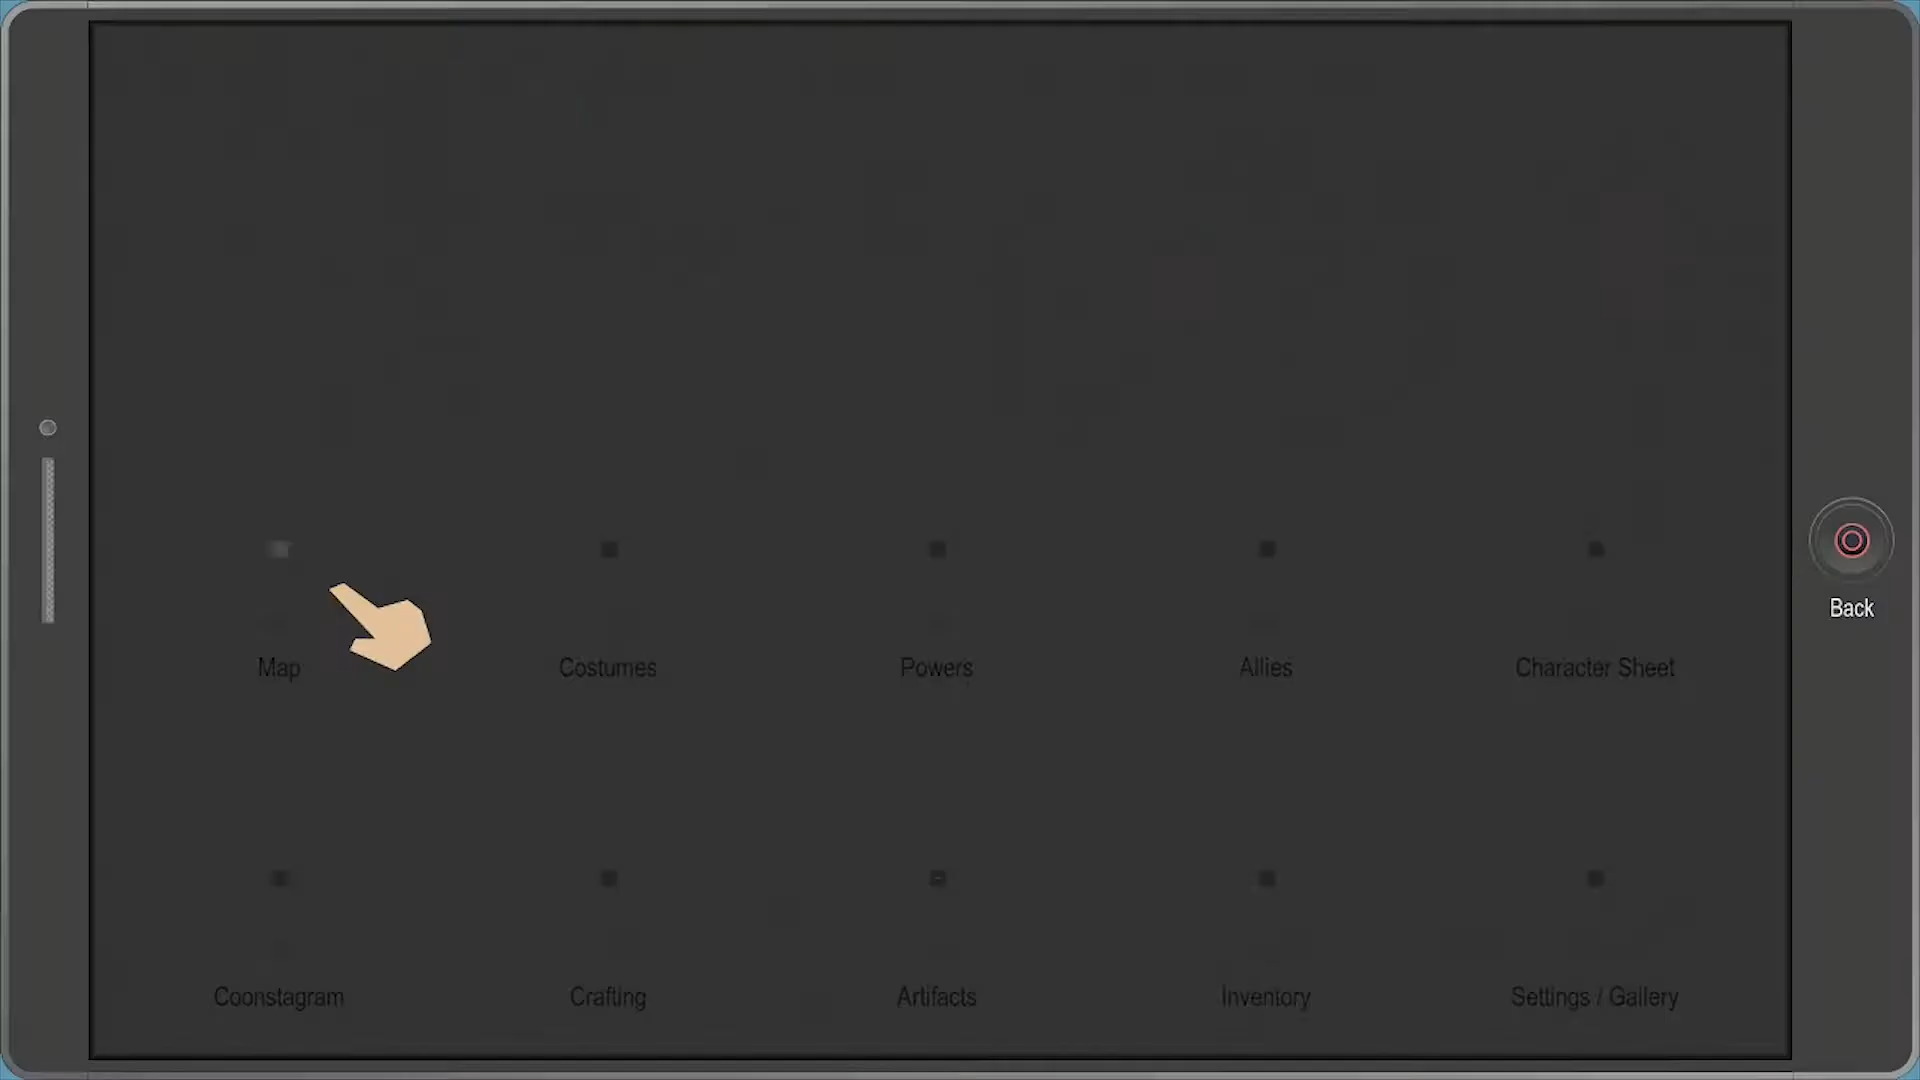 Back
Map
Costumes
Powers
Allies
Character Sheet
Coonstagram
Crafting
Artifacts
Inventory
Settings / Gallery